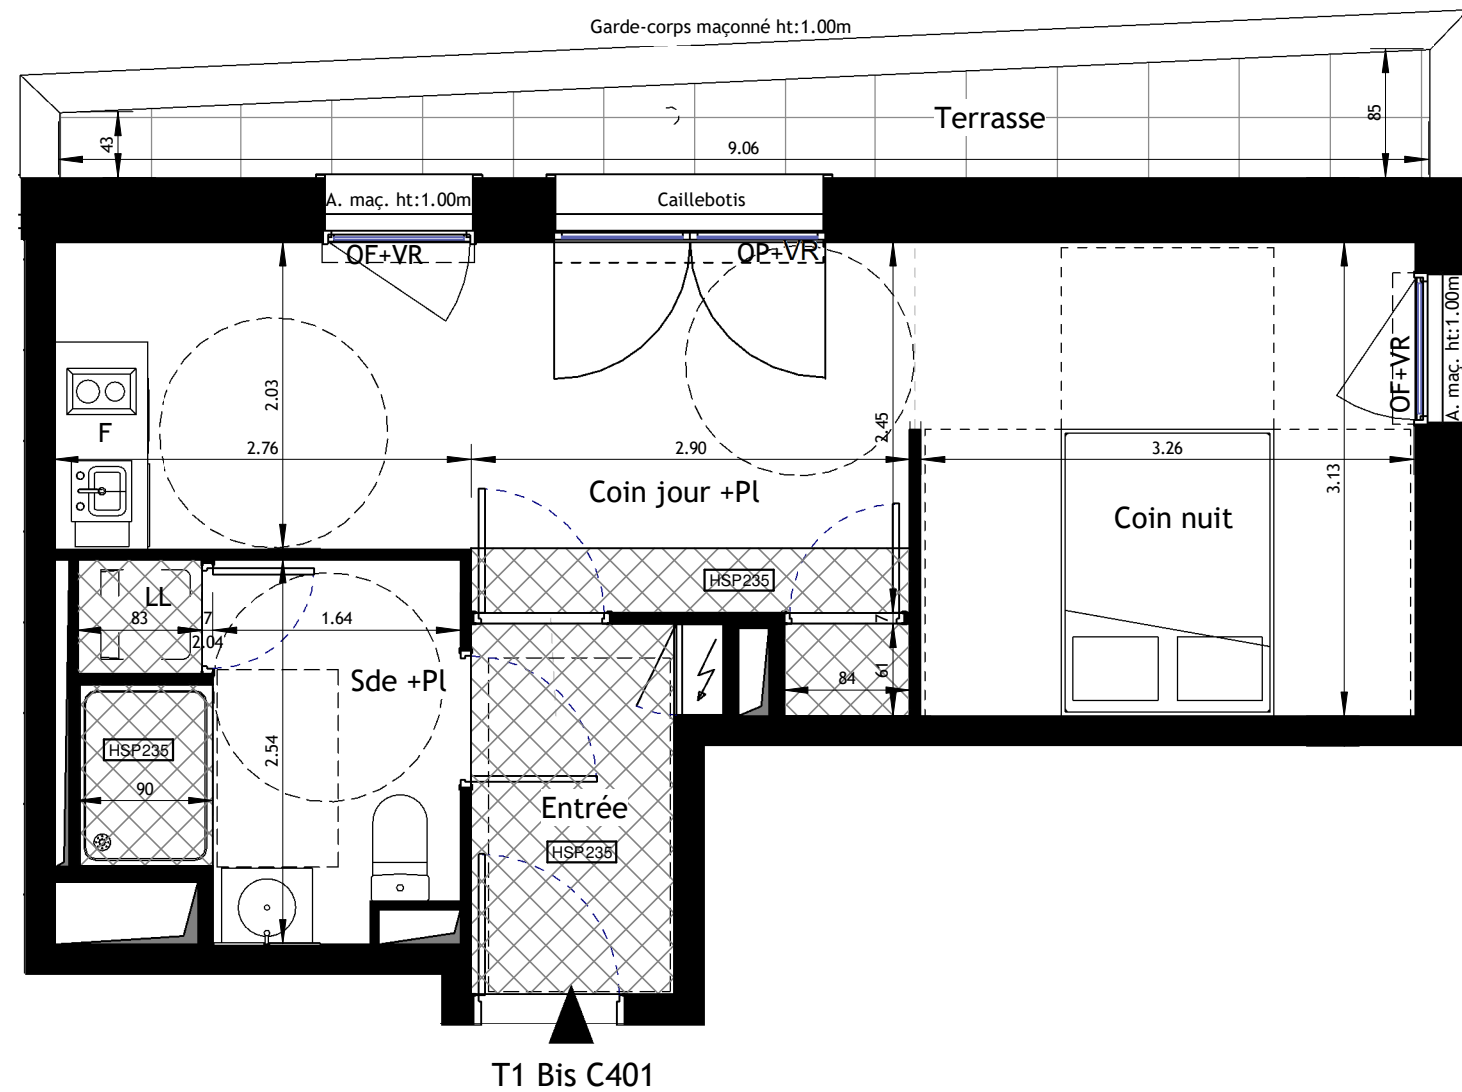 Garde-corps maçonné ht:1.00m
Terrasse
85
43
9.06
A. maç. ht:1.00m
Caillebotis
OF+VR
OP+VR
A. maç. ht:1.00m
OF+VR
2.03
F
2.76
2.90
2.45
3.26
3.13
Coin jour +Pl
Coin nuit
HSP235
LL
83
7
2.04
1.64
7
61
84
Sde +Pl
HSP235
2.54
90
Entrée
HSP235
T1 Bis C401